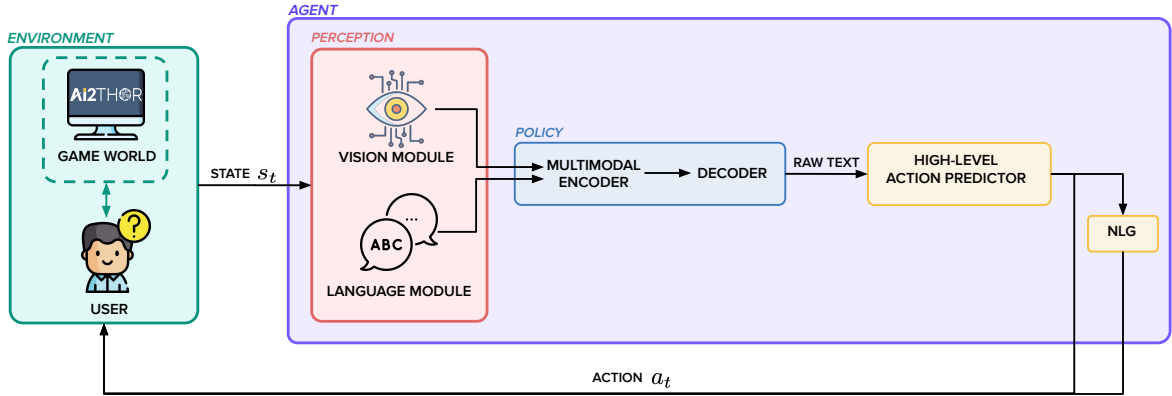 AGENT
ENVIRONMENT
PERCEPTION
AI2THOR
GAME WORLD
VISION MODULE
POLICY
STATE s_t
MULTIMODAL
ENCODER
DECODER
RAW TEXT
HIGH-LEVEL
ACTION PREDICTOR
?
...
ABC
NLG
LANGUAGE MODULE
USER
ACTION a_t